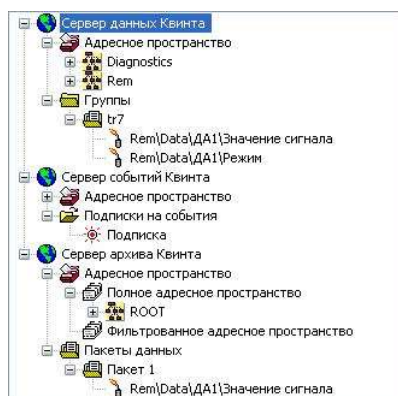 Сервер данных Квинта
Адресное пространство
Diagnostics
Rem
Группы
tr7
Rem\Data\ДА1\Значение сигнала
Rem\Data\ДА1\Режим
Сервер событий Квинта
Адресное пространство
Подписки на события
Подписка
Сервер архива Квинта
Адресное пространство
Полное адресное пространство
ROOT
Фильтрованное адресное пространство
Пакеты данных
Пакет 1
Rem\Data\ДА1\Значение сигнала